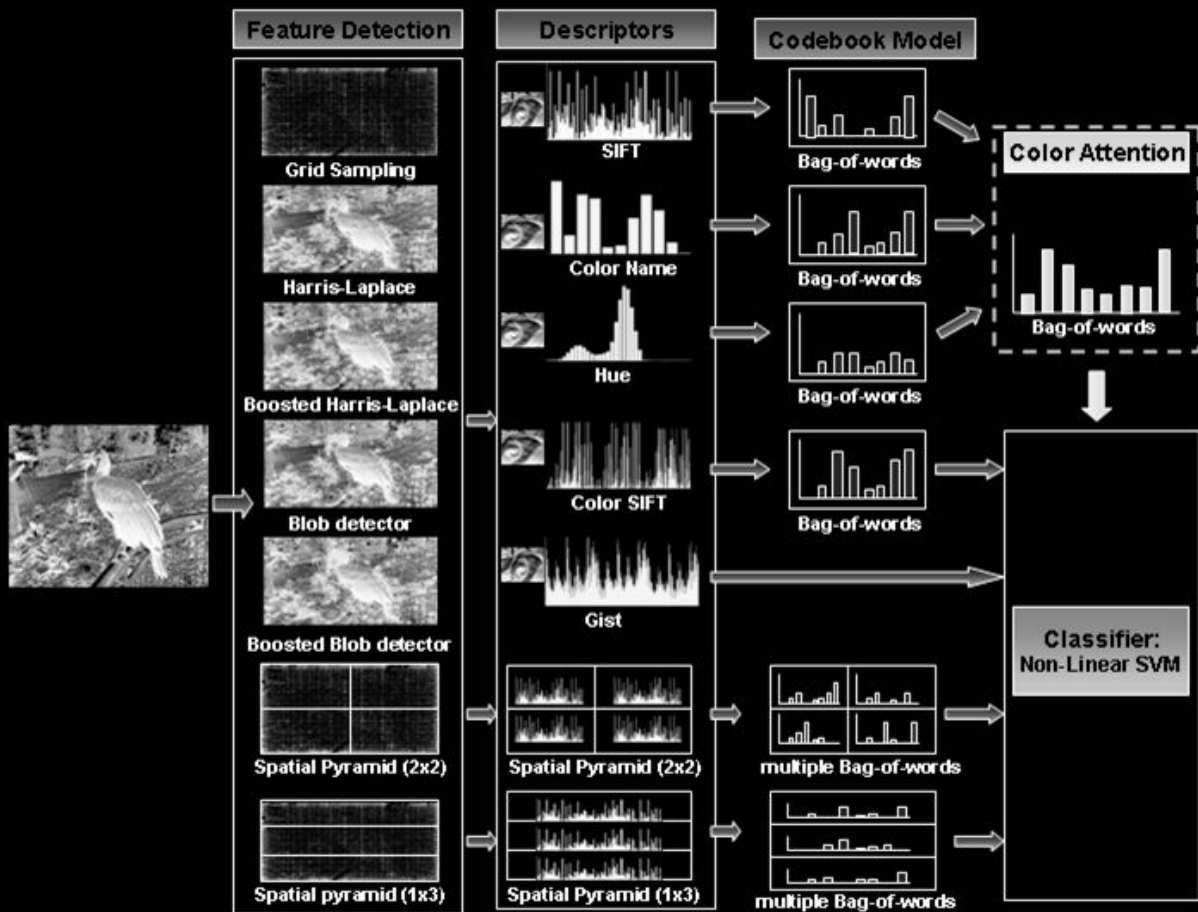 Feature Detection
Descriptors
Codebook Model
Grid Sampling
Harris-Laplace
Boosted Harris-Laplace
Blob detector
Boosted Blob detector
Spatial Pyramid (2x2)
Spatial pyramid (1x3)
SIFT
Color Name
Hue
Color SIFT
Gist
Spatial Pyramid (2x2)
Spatial Pyramid (1x3)
Bag-of-words
Bag-of-words
Bag-of-words
Bag-of-words
multiple Bag-of-words
multiple Bag-of-words
Color Attention
Bag-of-words
Classifier:
Non-Linear SVM